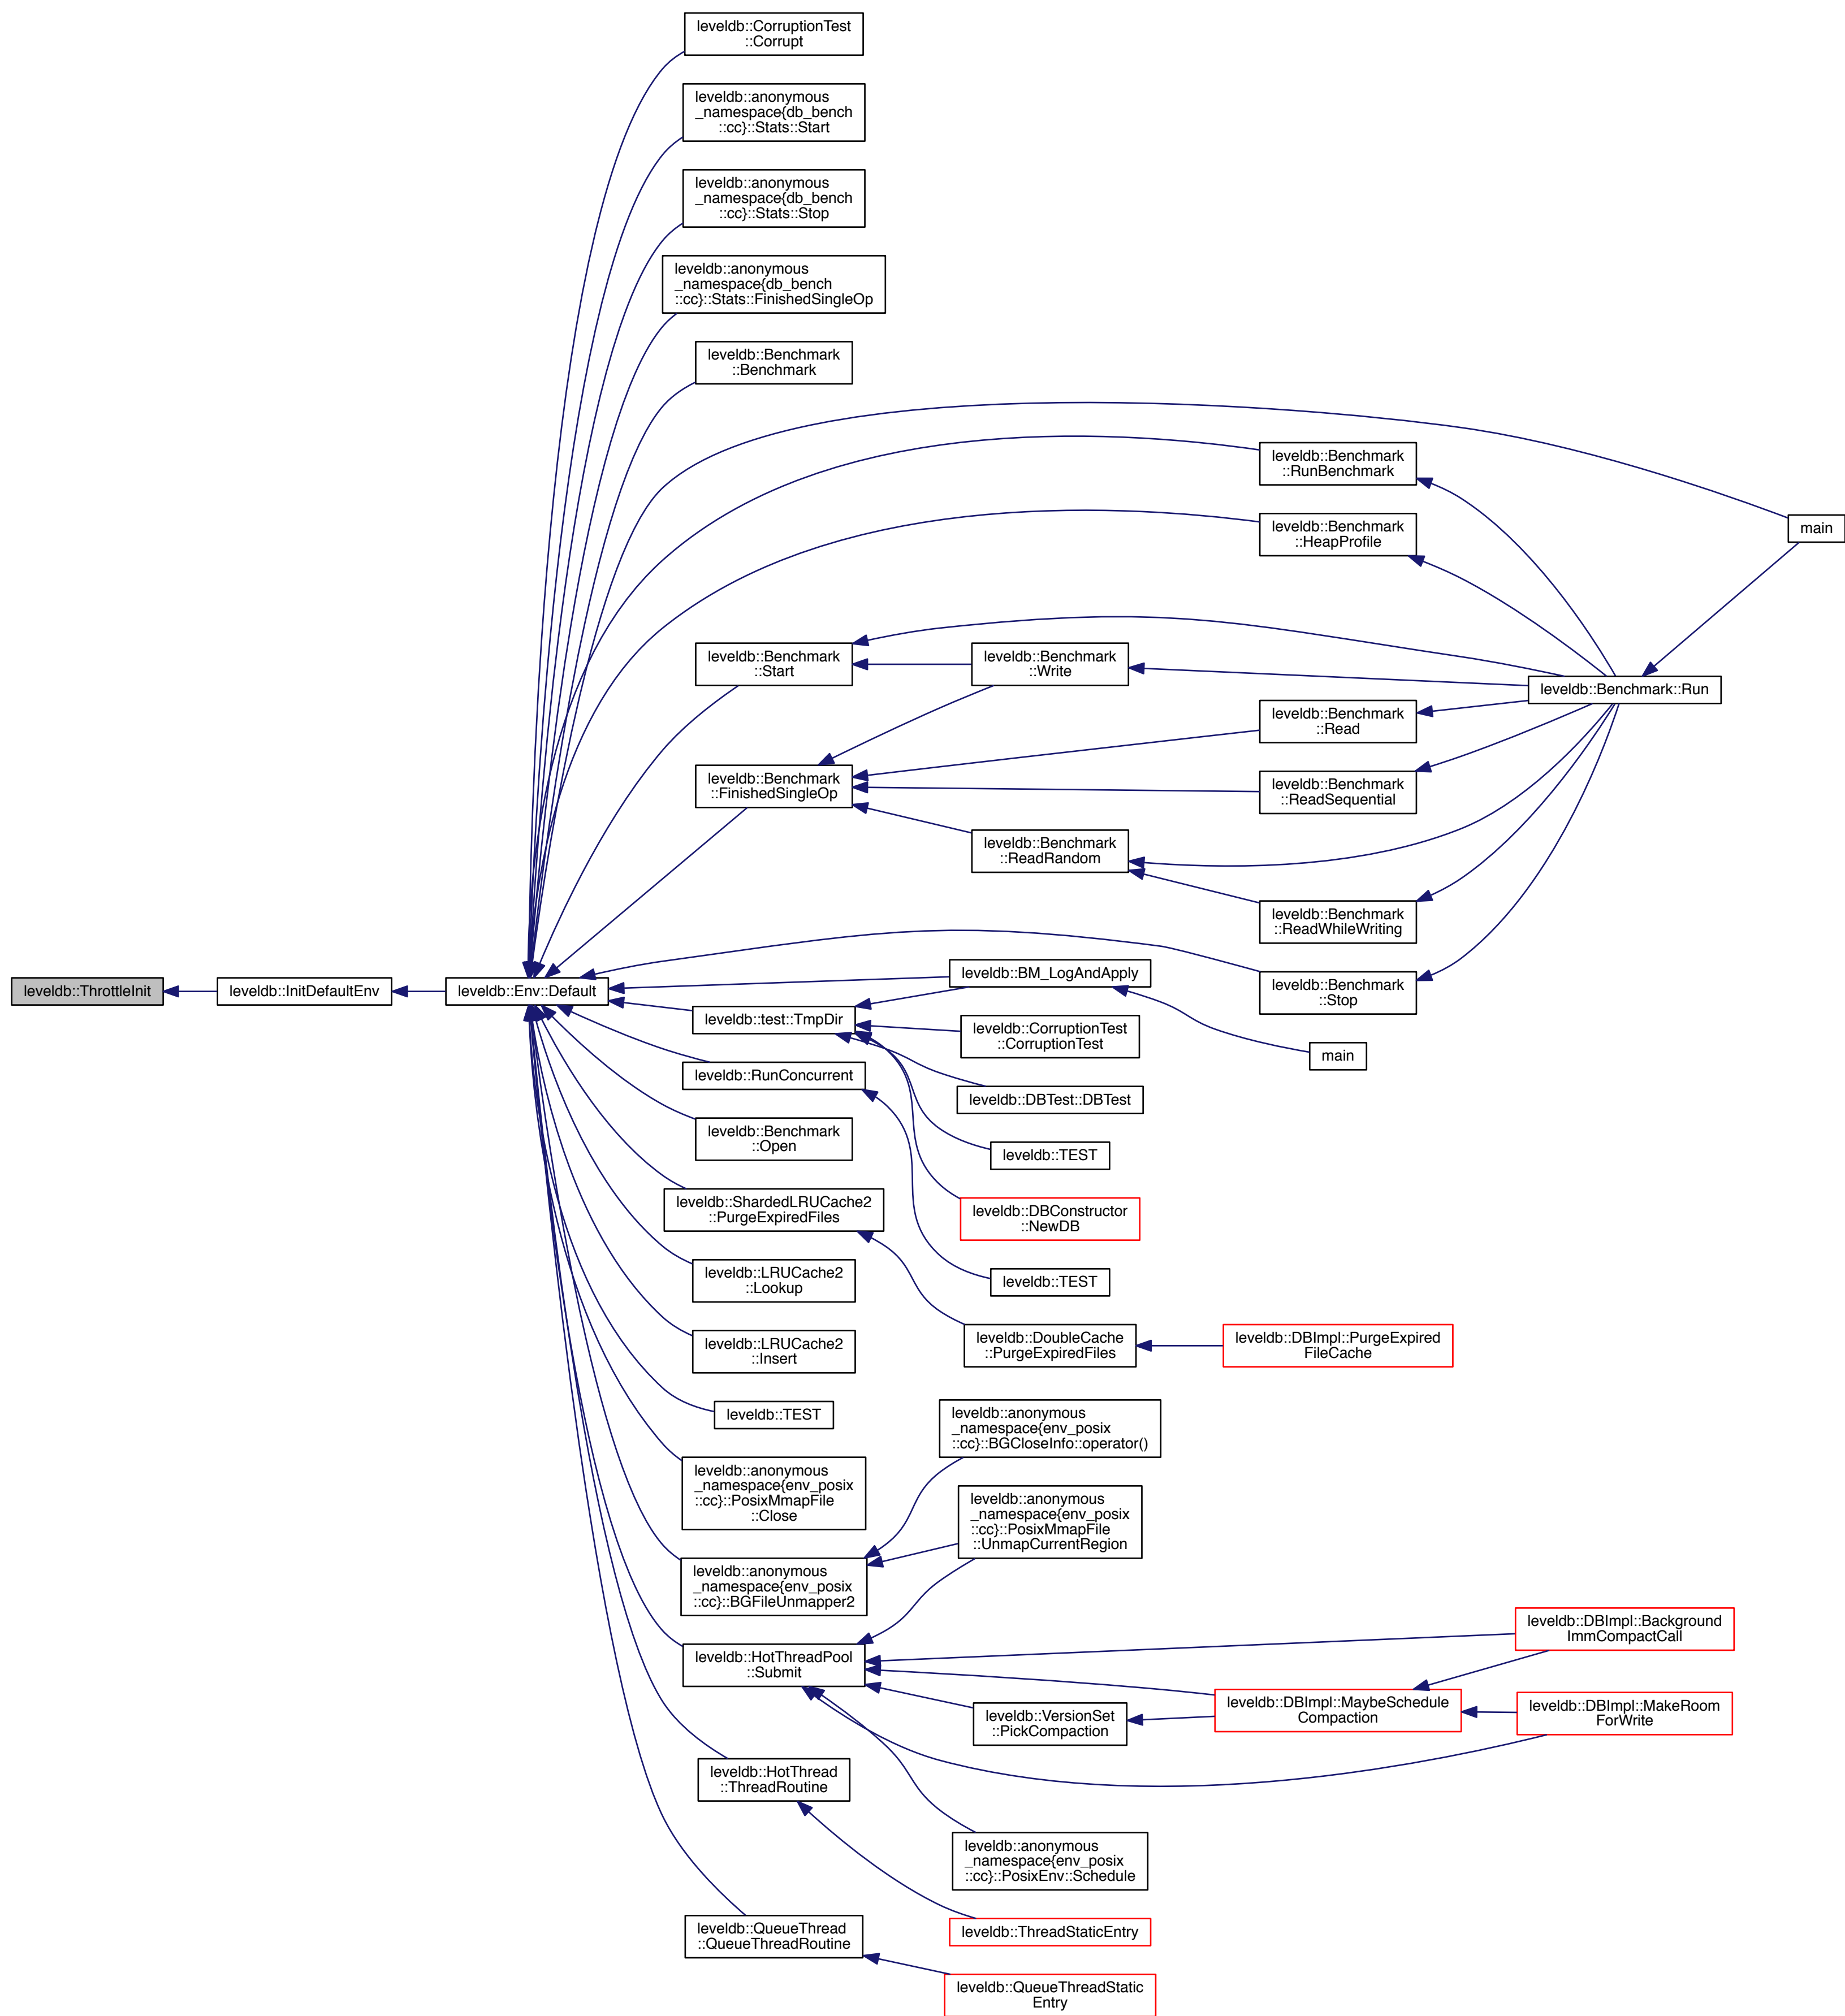 leveldb::CorruptionTest
::Corrupt
leveldb::anonymous
_namespace{db_bench
::cc}::Stats::Start
leveldb::anonymous
_namespace{db_bench
::cc}::Stats::Stop
leveldb::anonymous
_namespace{db_bench
::cc}::Stats::FinishedSingleOp
leveldb::Benchmark
::Benchmark
leveldb::Benchmark
::RunBenchmark
leveldb::Benchmark
::HeapProfile
main
leveldb::Benchmark
::Start
leveldb::Benchmark
::Write
leveldb::Benchmark::Run
leveldb::Benchmark
::Read
leveldb::Benchmark
::FinishedSingleOp
leveldb::Benchmark
::ReadSequential
leveldb::Benchmark
::ReadRandom
leveldb::Benchmark
::ReadWhileWriting
leveldb::ThrottleInit
leveldb::InitDefaultEnv
leveldb::Env::Default
leveldb::BM_LogAndApply
leveldb::Benchmark
::Stop
leveldb::test::TmpDir
leveldb::CorruptionTest
::CorruptionTest
main
leveldb::RunConcurrent
leveldb::DBTest::DBTest
leveldb::Benchmark
::Open
leveldb::TEST
leveldb::ShardedLRUCache2
::PurgeExpiredFiles
leveldb::DBConstructor
::NewDB
leveldb::LRUCache2
::Lookup
leveldb::TEST
leveldb::LRUCache2
::Insert
leveldb::DoubleCache
::PurgeExpiredFiles
leveldb::DBImpl::PurgeExpired
FileCache
leveldb::TEST
leveldb::anonymous
_namespace{env_posix
::cc}::BGCloseInfo::operator()
leveldb::anonymous
_namespace{env_posix
::cc}::PosixMmapFile
::Close
leveldb::anonymous
_namespace{env_posix
::cc}::PosixMmapFile
::UnmapCurrentRegion
leveldb::anonymous
_namespace{env_posix
::cc}::BGFileUnmapper2
leveldb::DBImpl::Background
ImmCompactCall
leveldb::HotThreadPool
::Submit
leveldb::DBImpl::MaybeSchedule
Compaction
leveldb::DBImpl::MakeRoom
ForWrite
leveldb::VersionSet
::PickCompaction
leveldb::HotThread
::ThreadRoutine
leveldb::anonymous
_namespace{env_posix
::cc}::PosixEnv::Schedule
leveldb::ThreadStaticEntry
leveldb::QueueThread
::QueueThreadRoutine
leveldb::QueueThreadStatic
Entry